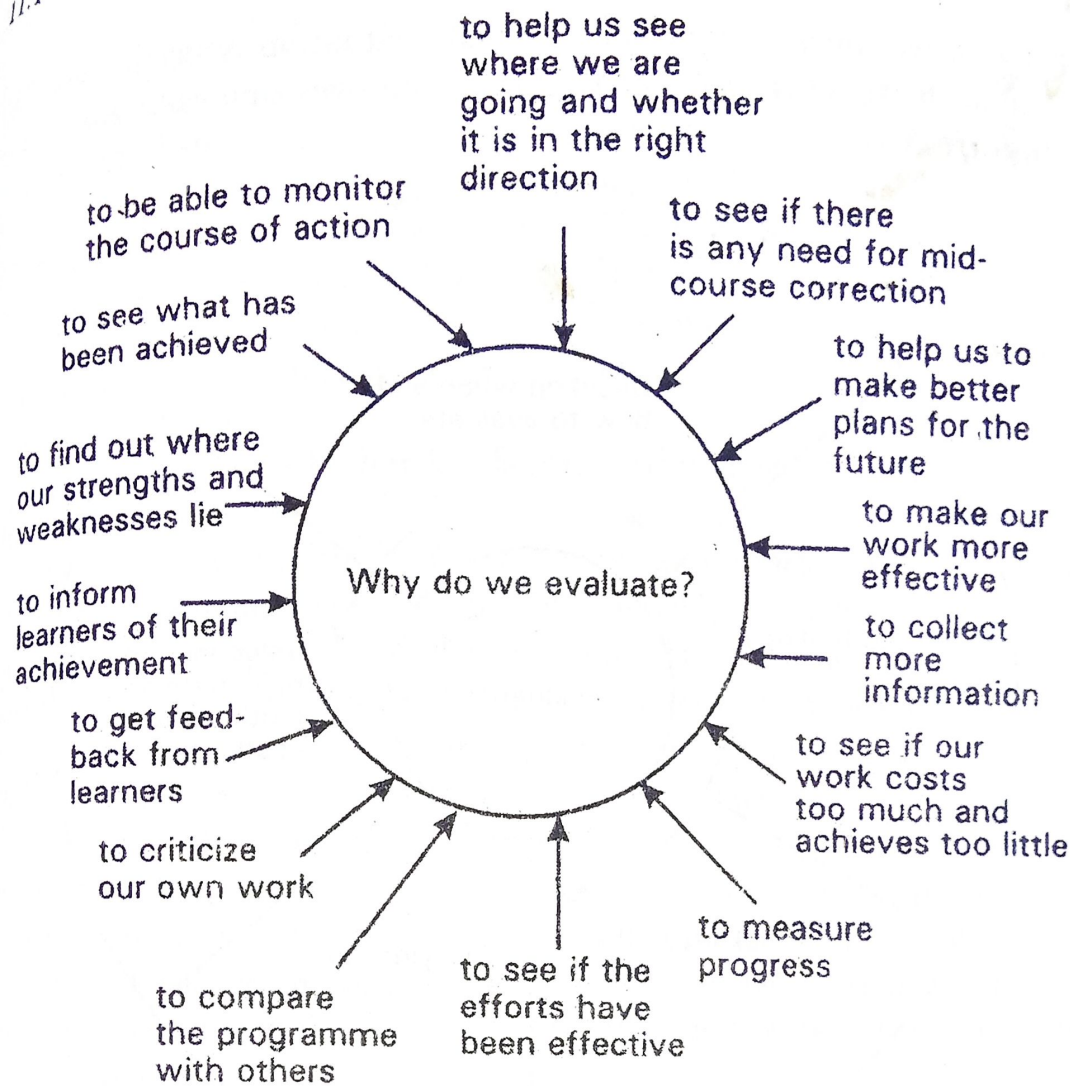 to help us see
where we are
going and whether
it is in the right
direction
to see if there
is any need for mid-
course correction
to help us to
make better
plans for the
future
to make our
work more
effective
to collect
more
information
to see if our
work costs
too much and
achieves too little
to measure
progress
to see if the
efforts have
been effective
to compare
the programme
with others
to criticize
our own work
to get feed-
back from
learners
to inform
learners of their
achievement
to find out where
our strengths and
weaknesses lie
to see what has
been achieved
to be able to monitor
the course of action
Why do we evaluate?